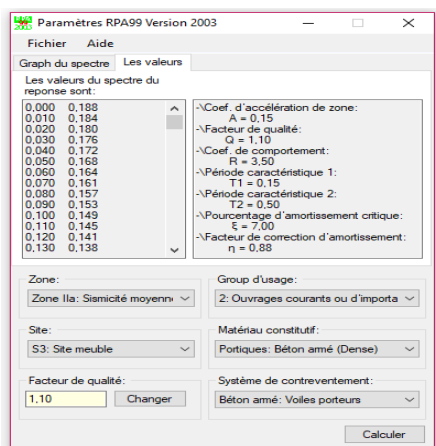 Paramètres RPA99 Version 2003
Fichier Aide
Graph du spectre Les valeurs
Les valeurs du spectre du
reponse sont:
0,000 0,188
0,010 0,184
0,020 0,180
0,030 0,176
0,040 0,172
0,050 0,168
0,060 0,164
0,070 0,161
0,080 0,157
0,090 0,153
0,100 0,149
0,110 0,145
0,120 0,141
0,130 0,138
-\Coef. d'accélération de zone:
A = 0,15
-\Facteur de qualité:
Q = 1,10
-\Coef. de comportement:
R = 3,50
-\Période caractéristique 1:
T1 = 0,15
-\Période caractéristique 2:
T2 = 0,50
-\Pourcentage d'amortissement critique:
ξ = 7,00
-\Facteur de correction d'amortissement:
η = 0,88
Zone:
Zone IIa: Sismicité moyenn
Group d'usage:
2: Ouvrages courants ou d'importa
Site:
S3: Site meuble
Matériau constitutif:
Portiques: Béton armé (Dense)
Facteur de qualité:
1,10 Changer
Système de contreventement:
Béton armé: Voiles porteurs
Calculer